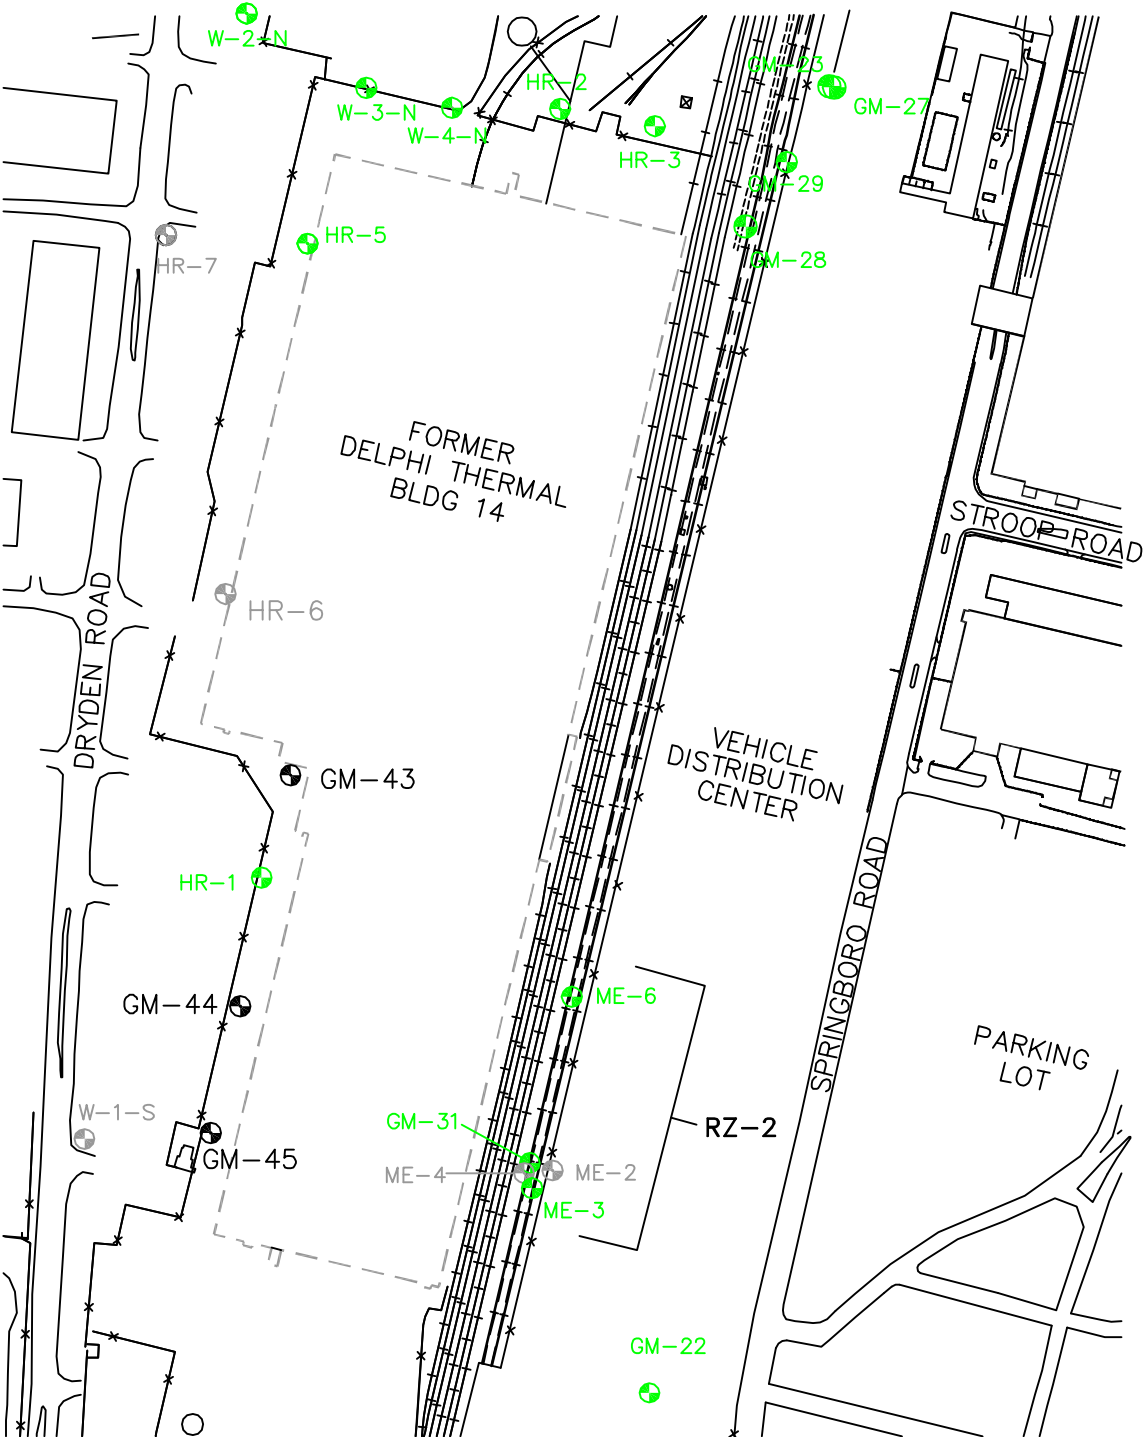 W-2-N
GM-23
HR-2
W-3-N
GM-27
W-4-N
HR-3
GM-29
HR-5
GM-28
HR-7
FORMER
DELPHI THERMAL
BLDG 14
STROOP ROAD
HR-6
DRYDEN ROAD
VEHICLE
DISTRIBUTION
CENTER
GM-43
HR-1
SPRINGBORO ROAD
ME-6
GM-44
PARKING
LOT
W-1-S
GM-31
RZ-2
GM-45
ME-4
ME-2
ME-3
GM-22